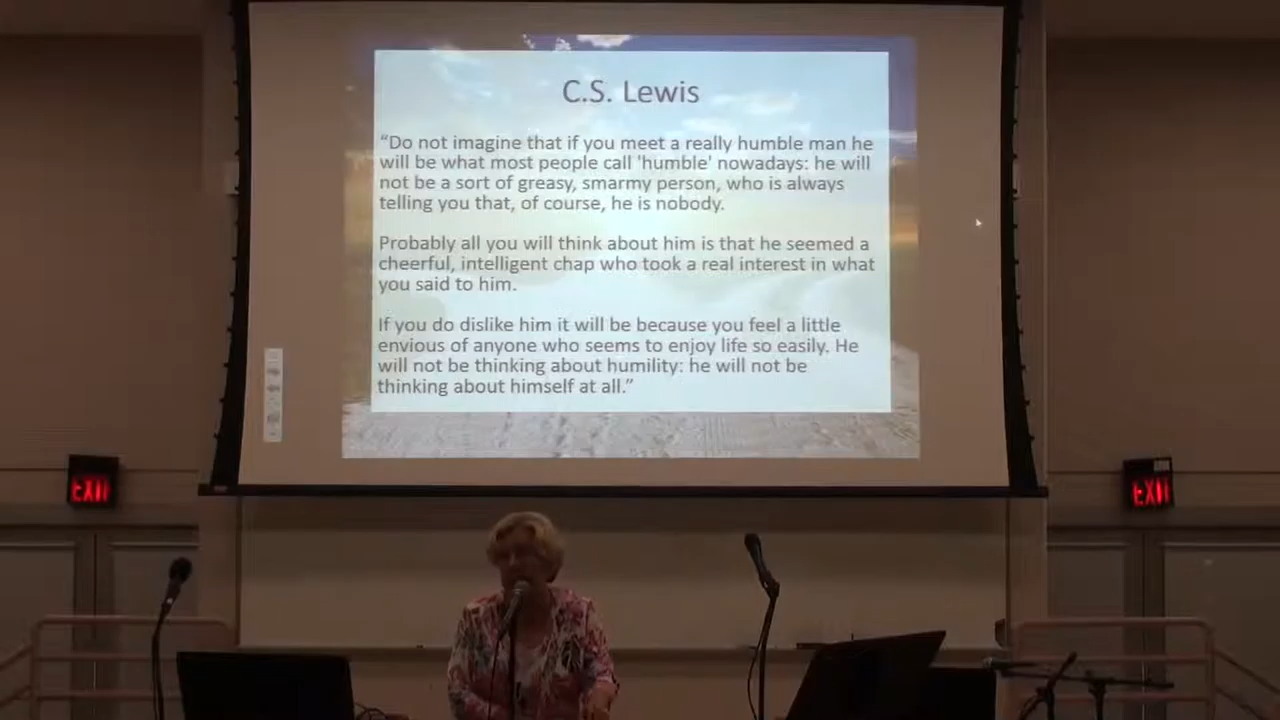 C.S. Lewis
“Do not imagine that if you meet a really humble man he
will be what most people call 'humble' nowadays: he will
not be a sort of greasy, smarmy person, who is always
telling you that, of course, he is nobody.
Probably all you will think about him is that he seemed a
cheerful, intelligent chap who took a real interest in what
you said to him.
If you do dislike him it will be because you feel a little
envious of anyone who seems to enjoy life so easily. He
will not be thinking about humility: he will not be
thinking about himself at all.”
EXIT
EXIT